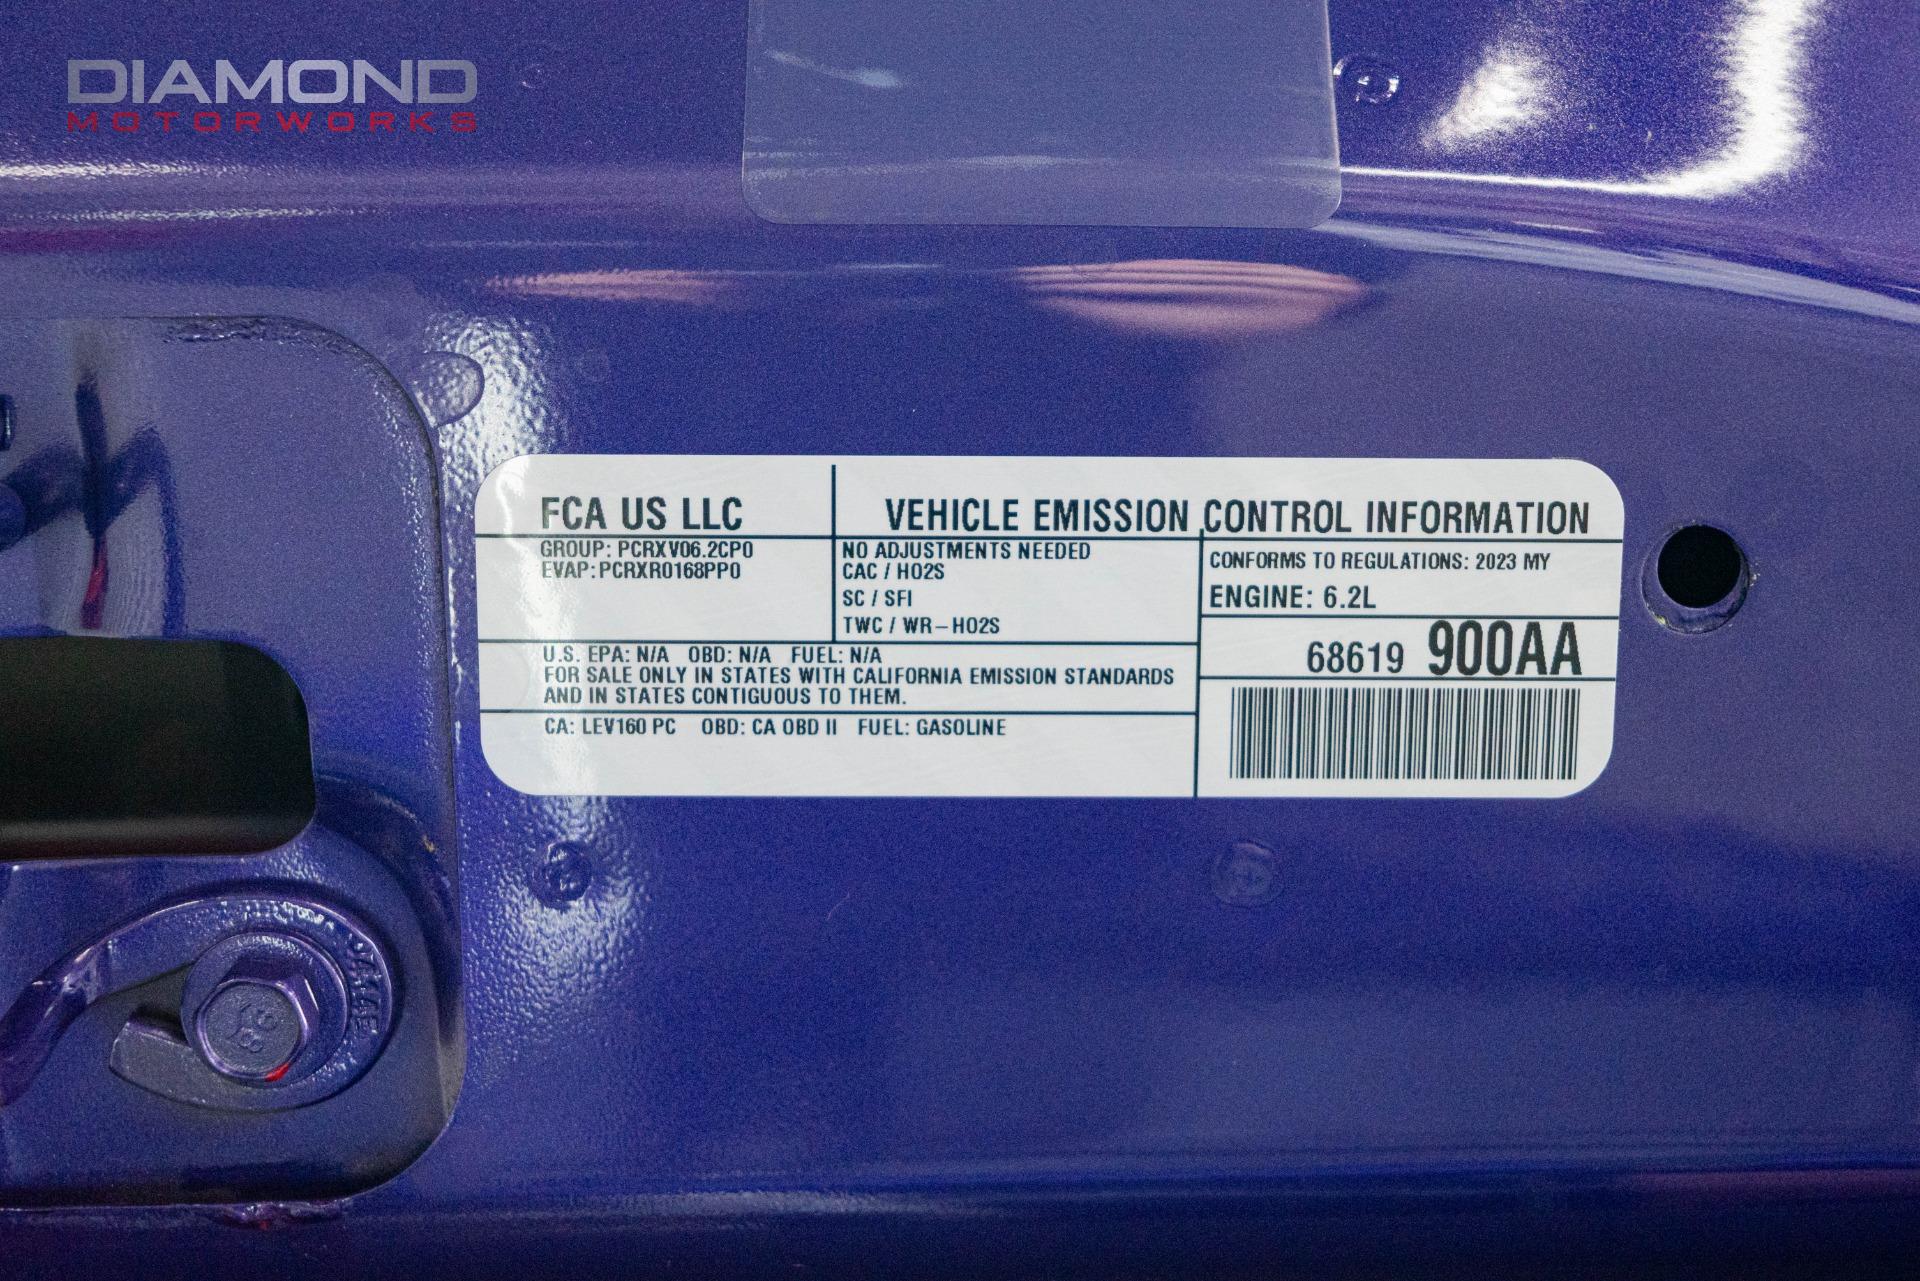 DIAMOND
MOTORWORKS
FCA US LLC
VEHICLE EMISSION CONTROL INFORMATION
GROUP: PCRXV06.2CP0
EVAP: PCRXR0168PP0
NO ADJUSTMENTS NEEDED
CAC / HO2S
SC / SFI
TWC / WR-HO2S
CONFORMS TO REGULATIONS: 2023 MY
ENGINE: 6.2L
68619 900AA
U.S. EPA: N/A OBD: N/A FUEL: N/A
FOR SALE ONLY IN STATES WITH CALIFORNIA EMISSION STANDARDS
AND IN STATES CONTIGUOUS TO THEM.
CA: LEV160 PC OBD: CA OBD II FUEL: GASOLINE